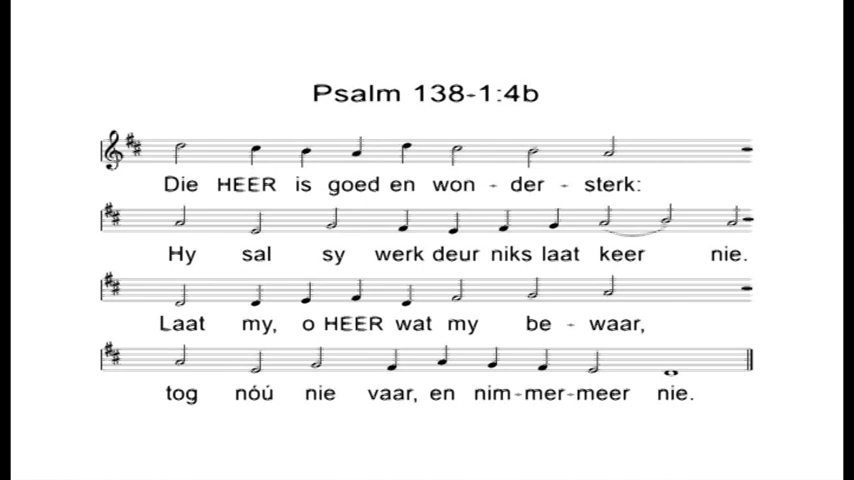 Psalm 138-1:4b
Die HEER is goed en won - der - sterk:
Hy sal sy werk deur niks laat keer nie.
Laat my, o HEER wat my be - waar,
tog nóú nie vaar, en nim-mer-meer nie.